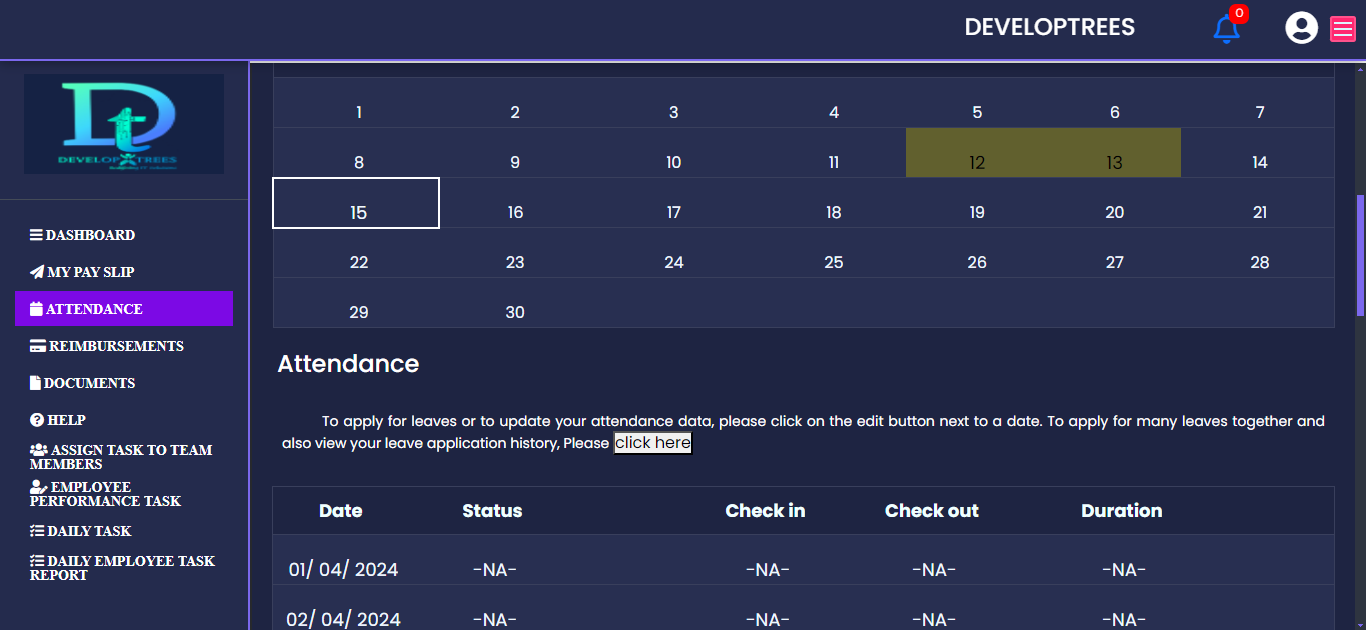 DEVELOPTREES
0
Dt
DEVELOP TREES
DASHBOARD
MY PAY SLIP
ATTENDANCE
REIMBURSEMENTS
DOCUMENTS
HELP
ASSIGN TASK TO TEAM
MEMBERS
EMPLOYEE
PERFORMANCE TASK
DAILY TASK
DAILY EMPLOYEE TASK
REPORT
1 2 3 4 5 6 7
8 9 10 11 12 13 14
15 16 17 18 19 20 21
22 23 24 25 26 27 28
29 30
Attendance
To apply for leaves or to update your attendance data, please click on the edit button next to a date. To apply for many leaves together and
also view your leave application history, Please click here
Date Status Check in Check out Duration
01/ 04/ 2024 -NA- -NA- -NA- -NA-
02/ 04/ 2024 -NA- -NA- -NA- -NA-